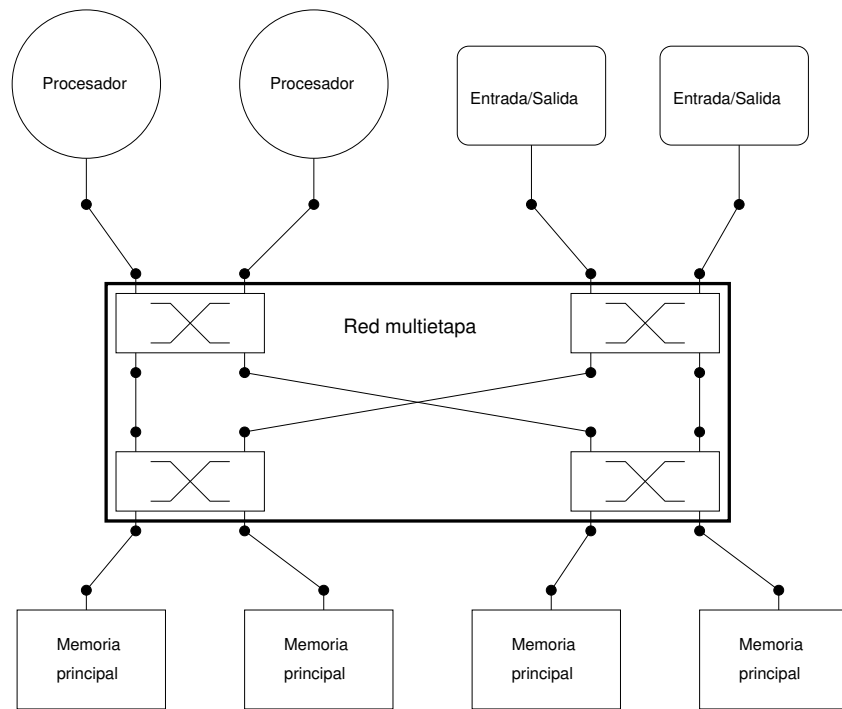 Procesador
Procesador
Entrada/Salida
Entrada/Salida
Red multietapa
Memoria
principal
Memoria
principal
Memoria
principal
Memoria
principal